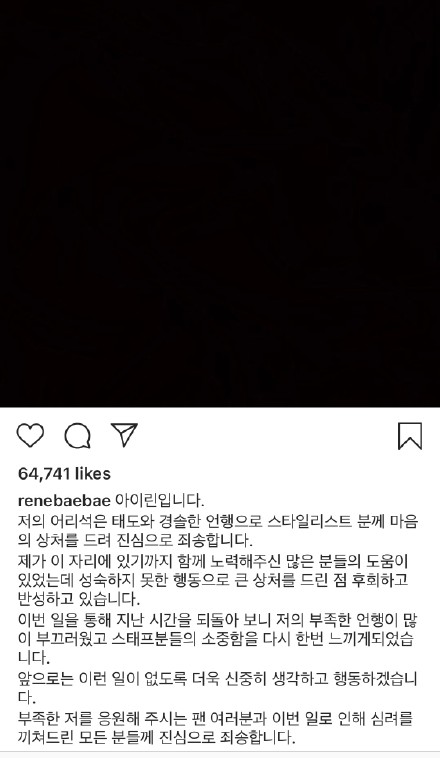 64,741 likes
renebaebae 아이린입니다.
저의 어리석은 태도와 경솔한 언행으로 스타일리스트 분께 마음
의 상처를 드려 진심으로 죄송합니다.
제가 이 자리에 있기까지 함께 노력해주신 많은 분들의 도움이
있었는데 성숙하지 못한 행동으로 큰 상처를 드린 점 후회하고
반성하고 있습니다.
이번 일을 통해 지난 시간을 되돌아 보니 저의 부족한 언행이 많
이 부끄러웠고 스태프분들의 소중함을 다시 한번 느끼게되었습
니다.
앞으로는 이런 일이 없도록 더욱 신중히 생각하고 행동하겠습니
다.
부족한 저를 응원해 주시는 팬 여러분과 이번 일로 인해 심려를
끼쳐드린 모든 분들께 진심으로 죄송합니다.